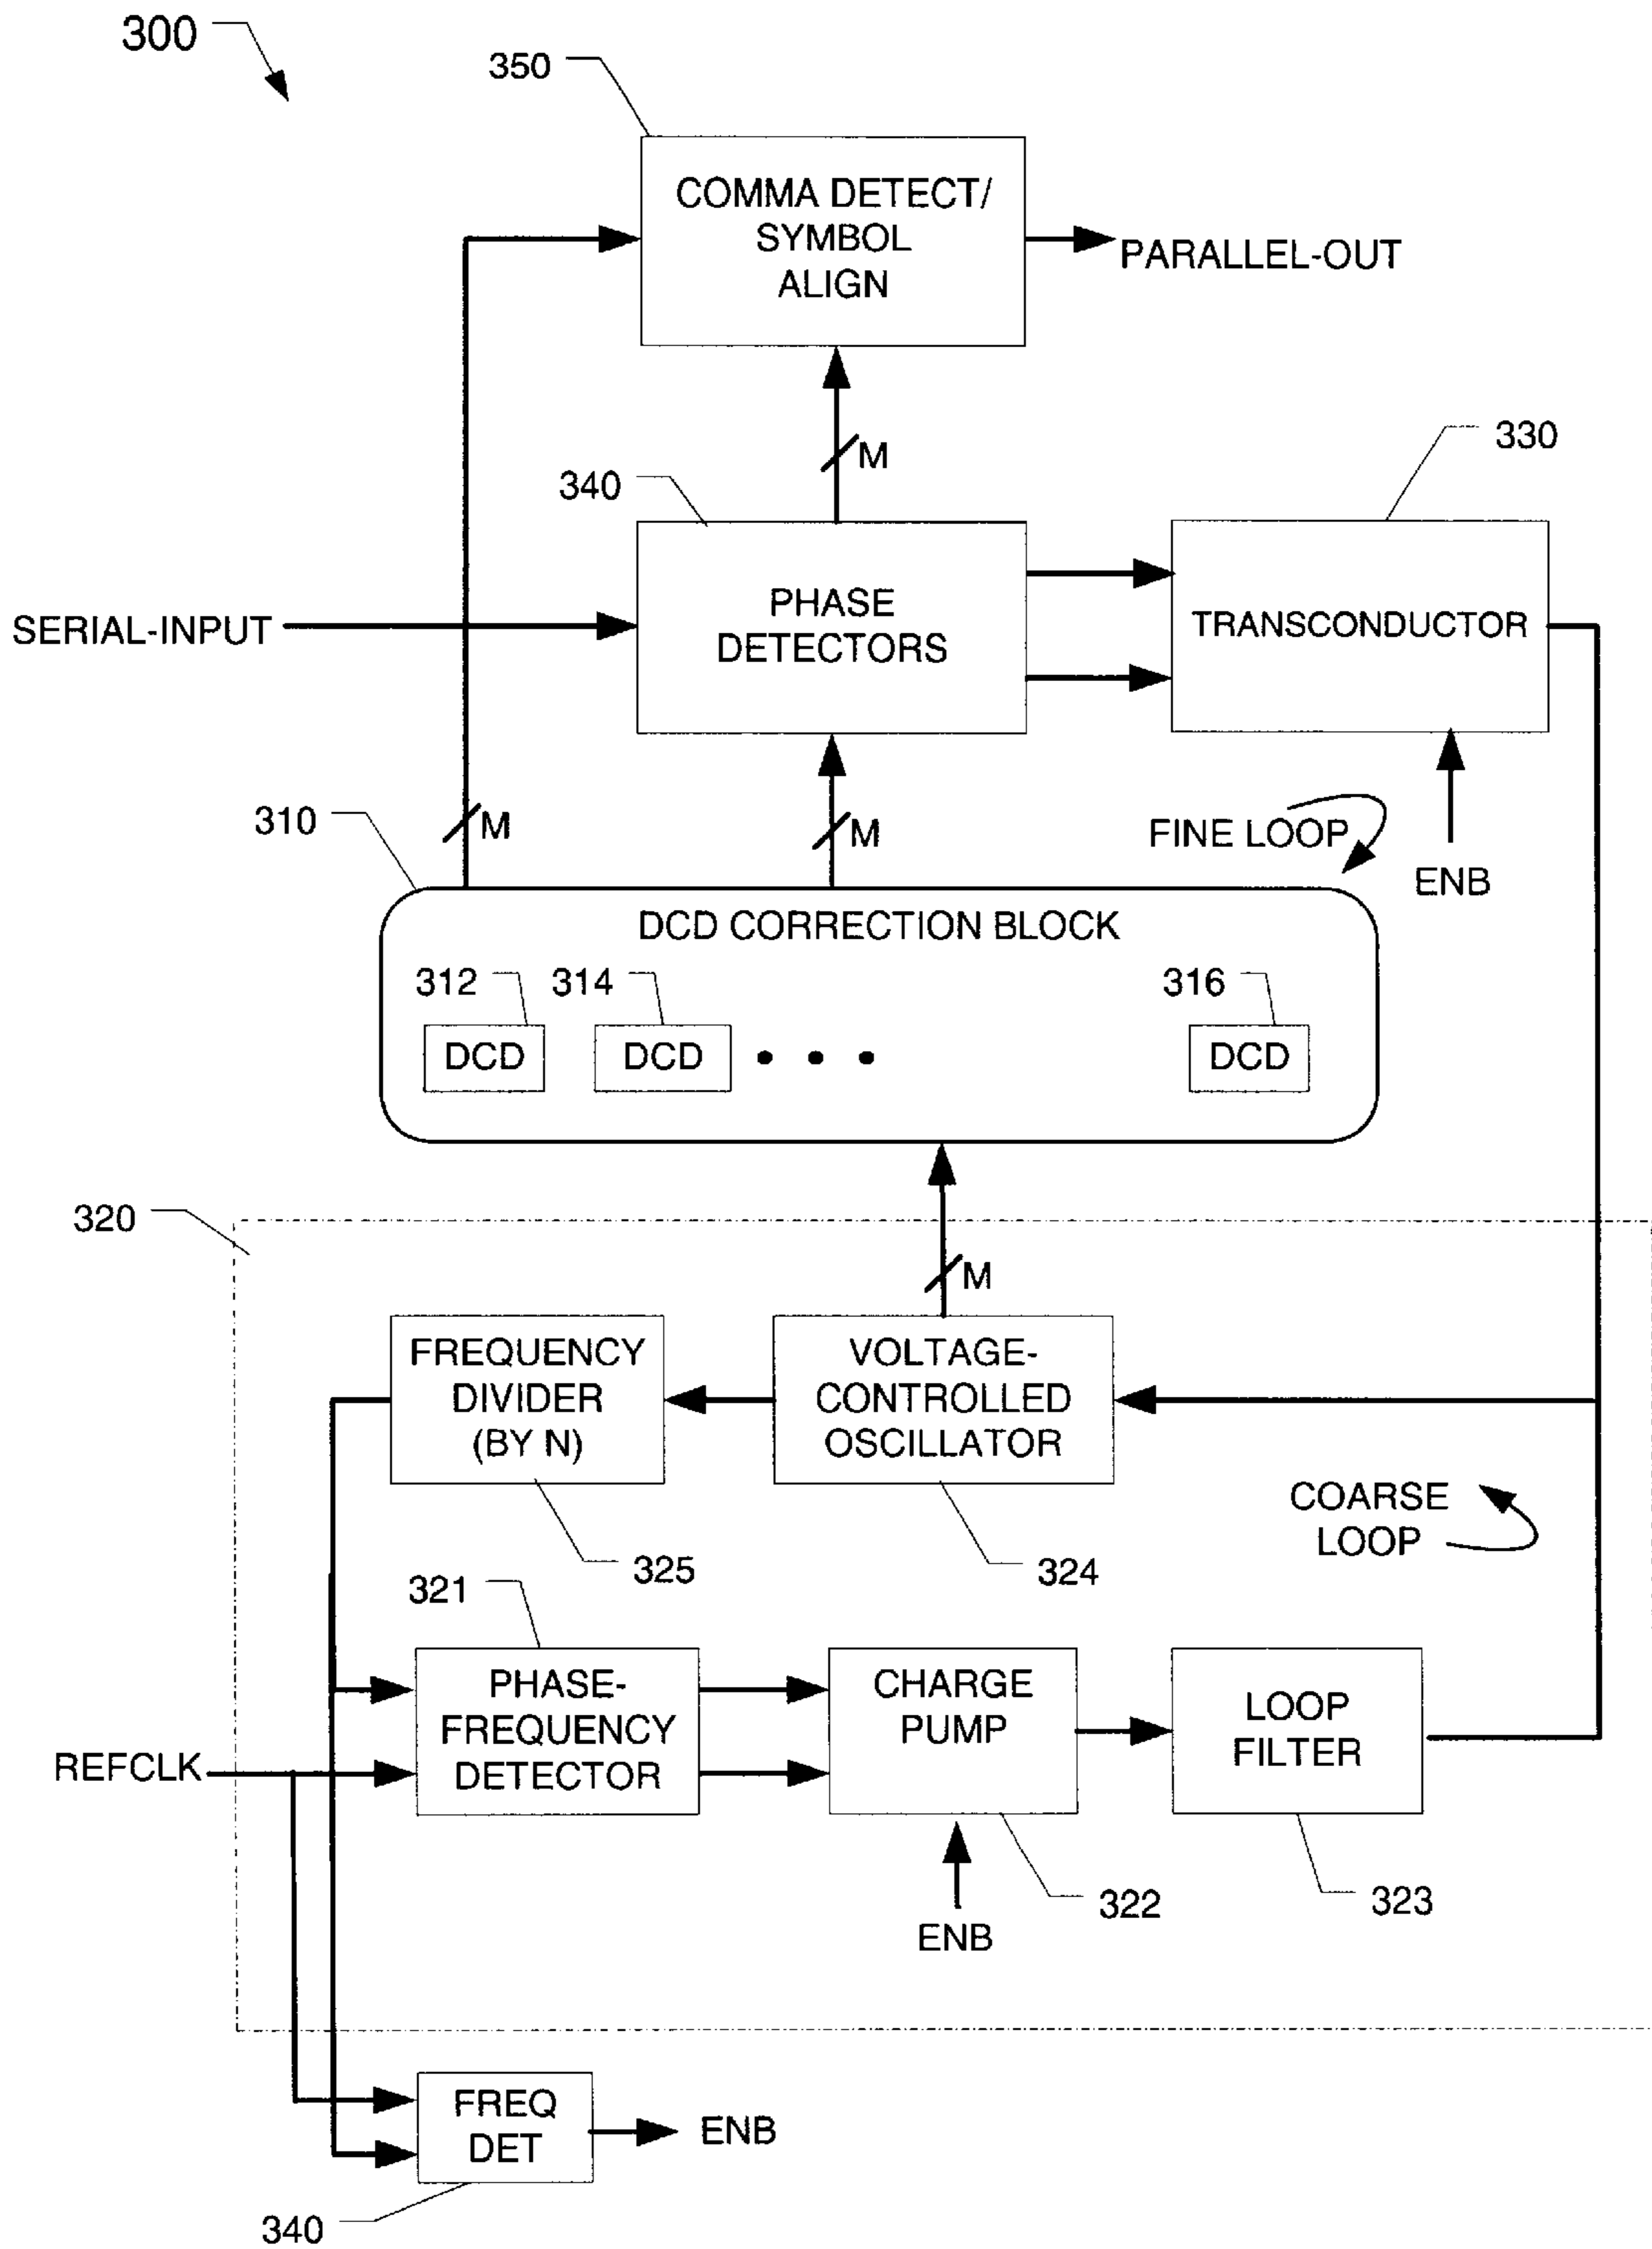 300
350
COMMA DETECT/
SYMBOL
ALIGN
PARALLEL-OUT
M
330
340
SERIAL-INPUT
PHASE
DETECTORS
TRANSCONDUCTOR
310
M
M
FINE LOOP
ENB
DCD CORRECTION BLOCK
312
314
316
DCD
DCD
DCD
320
M
FREQUENCY
DIVIDER
(BY N)
VOLTAGE-
CONTROLLED
OSCILLATOR
COARSE
LOOP
325
324
321
PHASE-
FREQUENCY
DETECTOR
CHARGE
PUMP
LOOP
FILTER
REFCLK
322
323
ENB
FREQ
DET
ENB
340